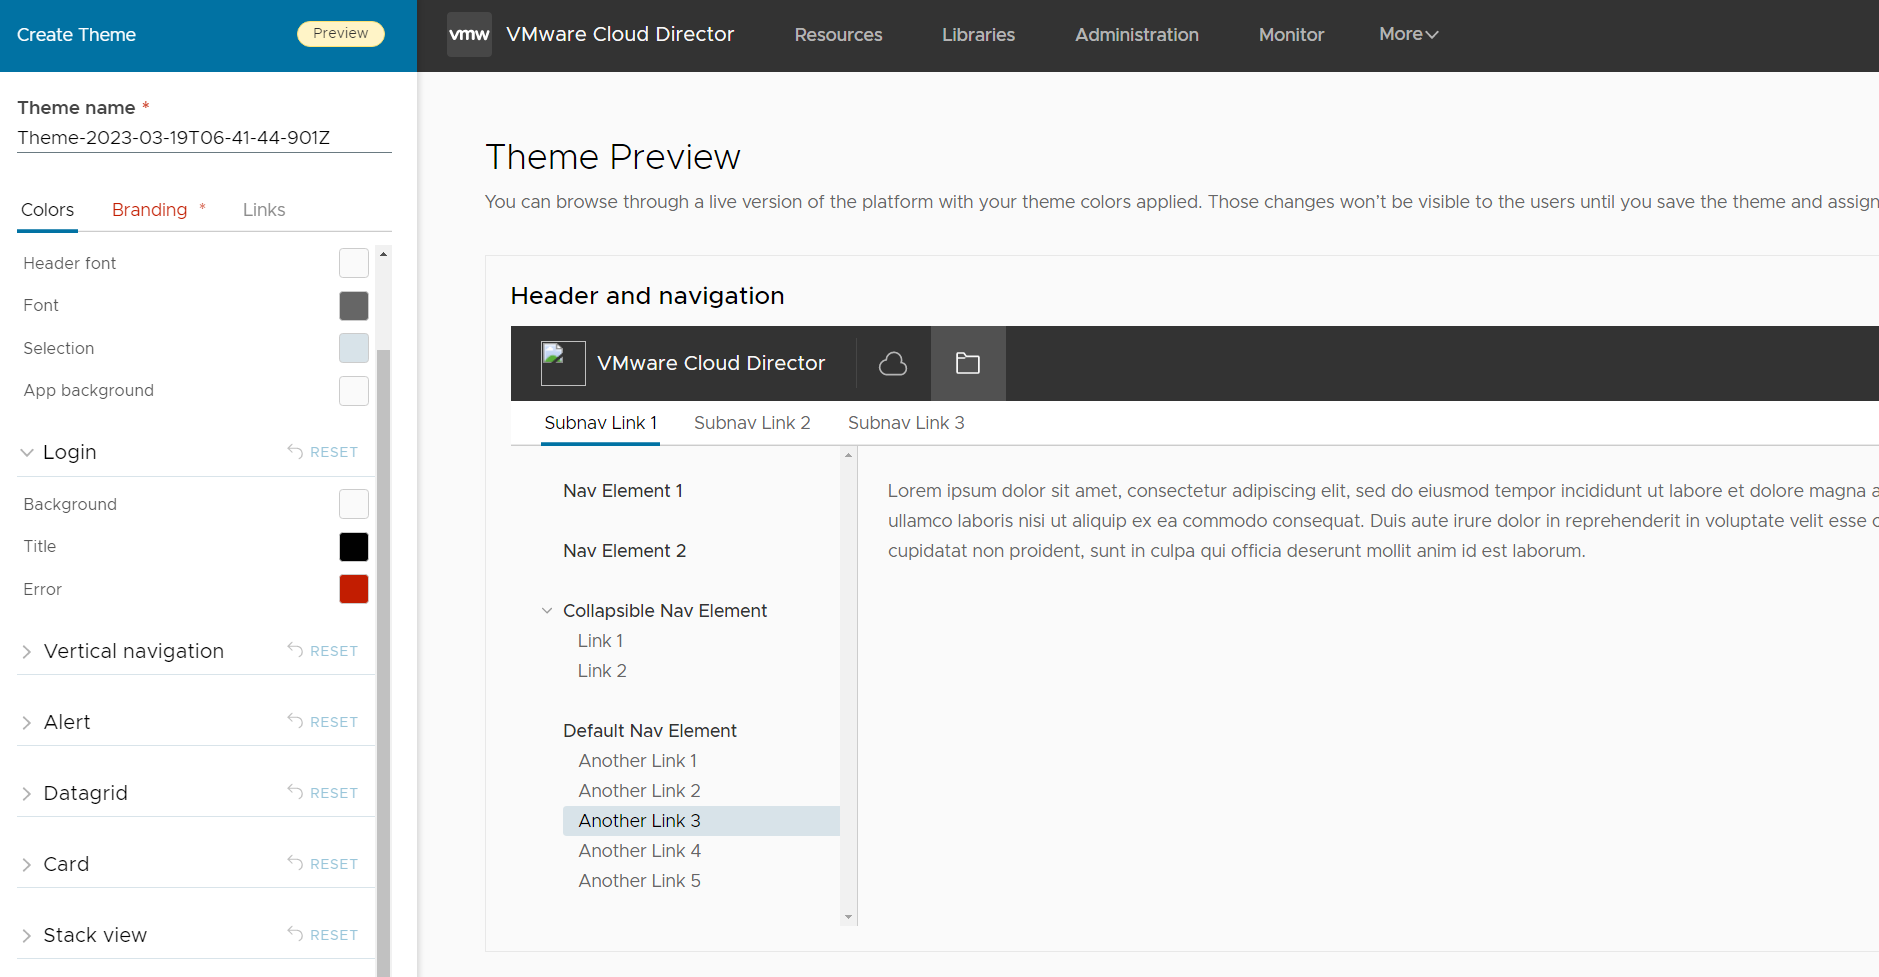 Create Theme
Preview
vmw VMware Cloud Director
Resources
Libraries
Administration
Monitor
More
Theme name *
Theme-2023-03-19T06-41-44-901Z
Colors
Branding *
Links
Header font
Font
Selection
App background
Login
RESET
Background
Title
Error
Vertical navigation
RESET
Alert
RESET
Datagrid
RESET
Card
RESET
Stack view
RESET
Theme Preview
You can browse through a live version of the platform with your theme colors applied. Those changes won't be visible to the users until you save the theme and assign
Header and navigation
VMware Cloud Director
Subnav Link 1
Subnav Link 2
Subnav Link 3
Nav Element 1
Nav Element 2
Collapsible Nav Element
Link 1
Link 2
Default Nav Element
Another Link 1
Another Link 2
Another Link 3
Another Link 4
Another Link 5
Lorem ipsum dolor sit amet, consectetur adipiscing elit, sed do eiusmod tempor incididunt ut labore et dolore magna
ullamco laboris nisi ut aliquip ex ea commodo consequat. Duis aute irure dolor in reprehenderit in voluptate velit esse
cupidatat non proident, sunt in culpa qui officia deserunt mollit anim id est laborum.